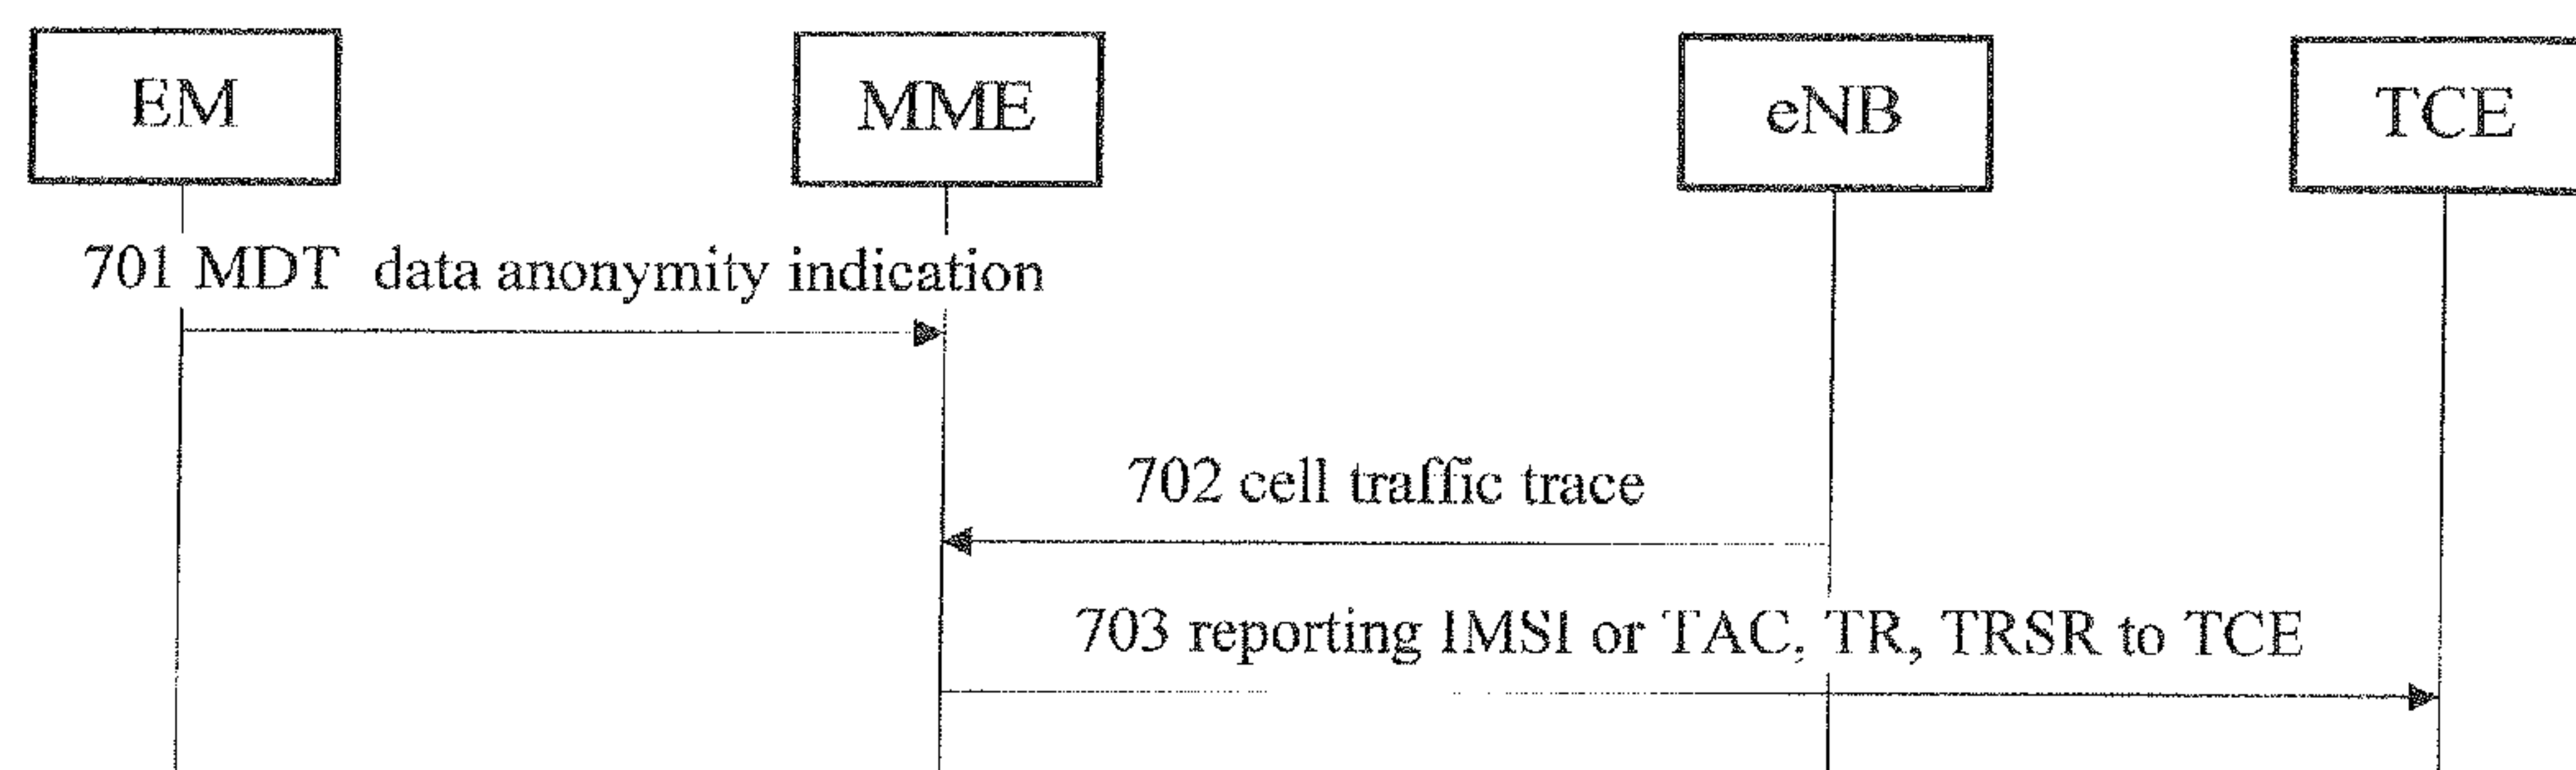 EM MME eNB TCE
701 MDT data anonymity indication
702 cell traffic trace
703 reporting IMSI or TAC, TR, TRSR to TCE